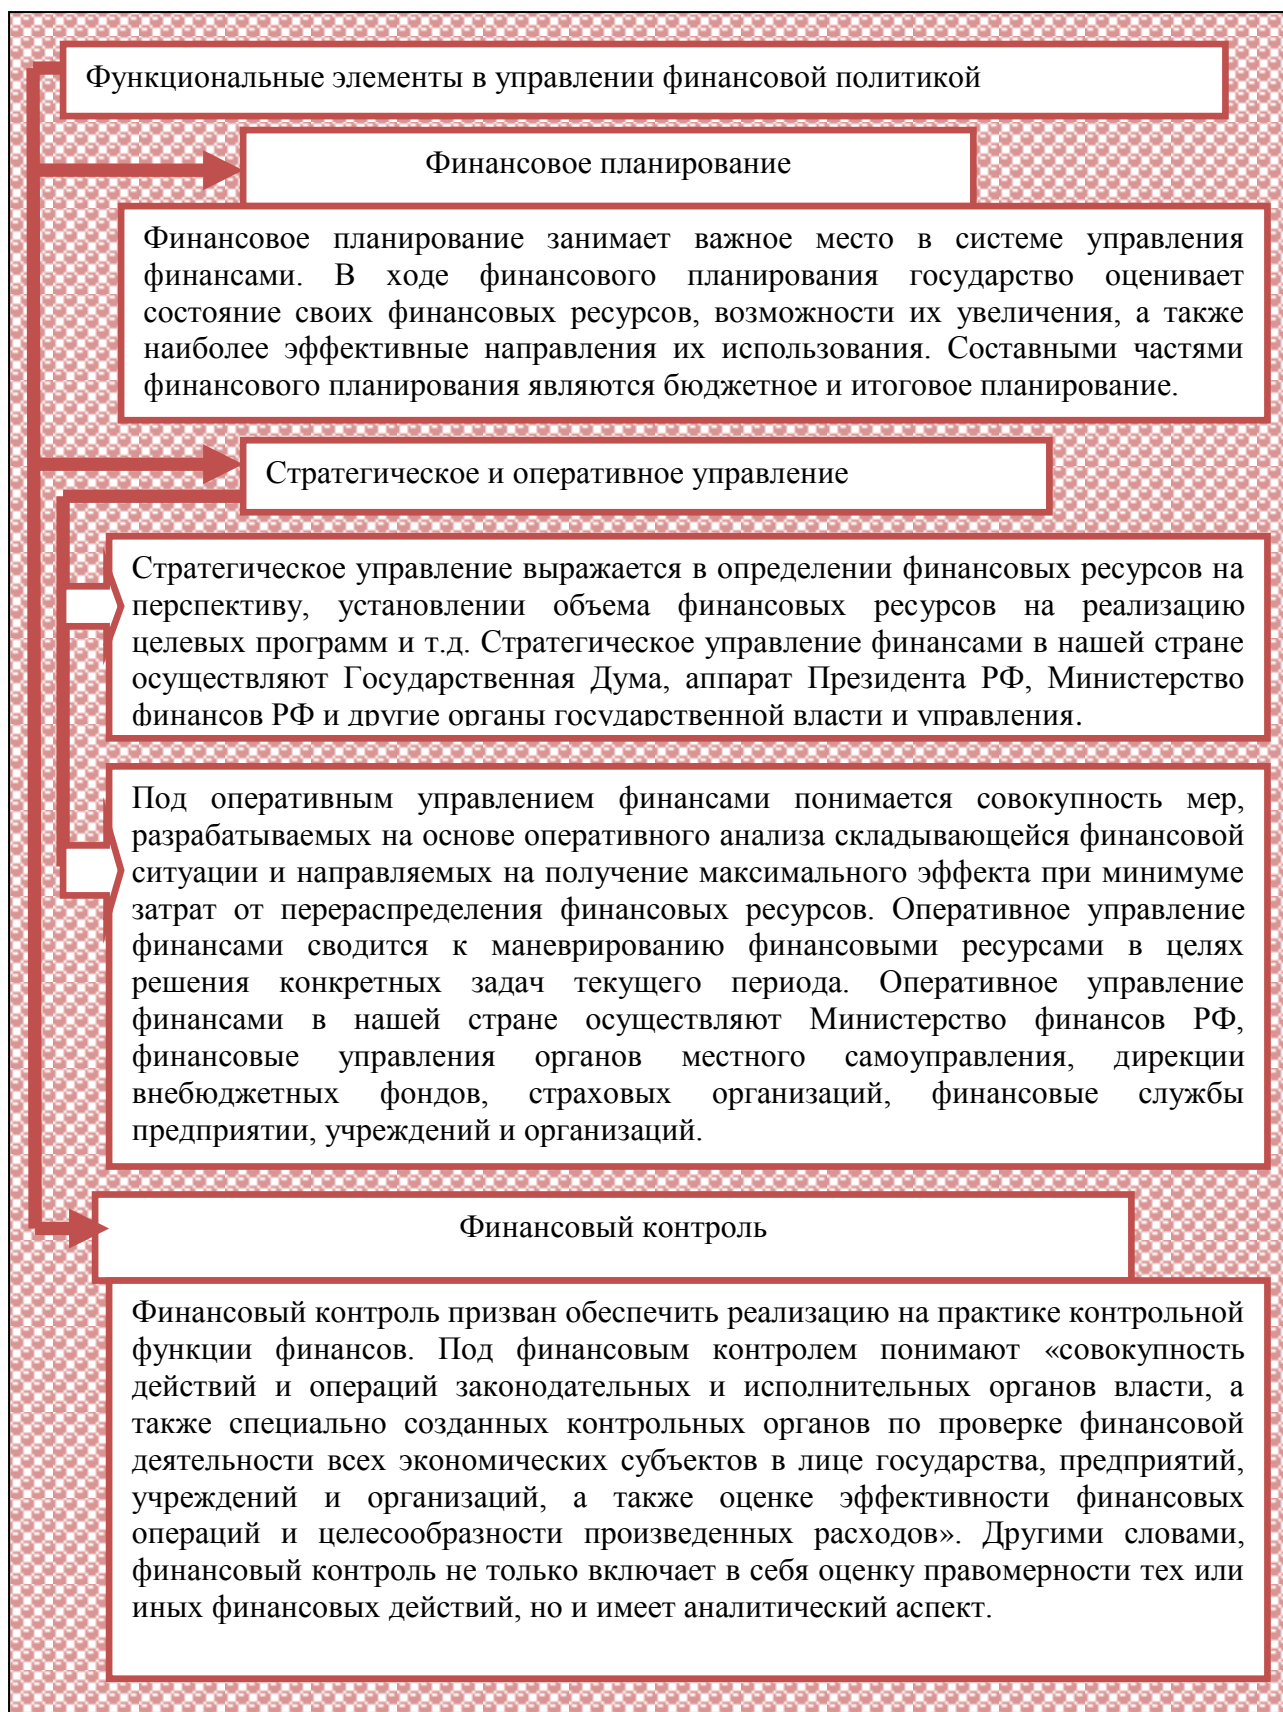 Функциональные элементы в управлении финансовой политикой
Финансовое планирование
Финансовое планирование занимает важное место в системе управления
финансами. В ходе финансового планирования государство оценивает
состояние своих финансовых ресурсов, возможности их увеличения, а также
наиболее эффективные направления их использования. Составными частями
финансового планирования являются бюджетное и итоговое планирование.
Стратегическое и оперативное управление
Стратегическое управление выражается в определении финансовых ресурсов на
перспективу, установлении объема финансовых ресурсов на реализацию
целевых программ и т.д. Стратегическое управление финансами в нашей стране
осуществляют Государственная Дума, аппарат Президента РФ, Министерство
финансов РФ и другие органы государственной власти и управления.
Под оперативным управлением финансами понимается совокупность мер,
разрабатываемых на основе оперативного анализа складывающейся финансовой
ситуации и направляемых на получение максимального эффекта при минимуме
затрат от перераспределения финансовых ресурсов. Оперативное управление
финансами сводится к маневрированию финансовыми ресурсами в целях
решения конкретных задач текущего периода. Оперативное управление
финансами в нашей стране осуществляют Министерство финансов РФ,
финансовые управления органов местного самоуправления, дирекции
внебюджетных фондов, страховых организаций, финансовые службы
предприятии, учреждений и организаций.
Финансовый контроль
Финансовый контроль призван обеспечить реализацию на практике контрольной
функции финансов. Под финансовым контролем понимают «совокупность
действий и операций законодательных и исполнительных органов власти, а
также специально созданных контрольных органов по проверке финансовой
деятельности всех экономических субъектов в лице государства, предприятий,
учреждений и организаций, а также оценке эффективности финансовых
операций и целесообразности произведенных расходов». Другими словами,
финансовый контроль не только включает в себя оценку правомерности тех или
иных финансовых действий, но и имеет аналитический аспект.